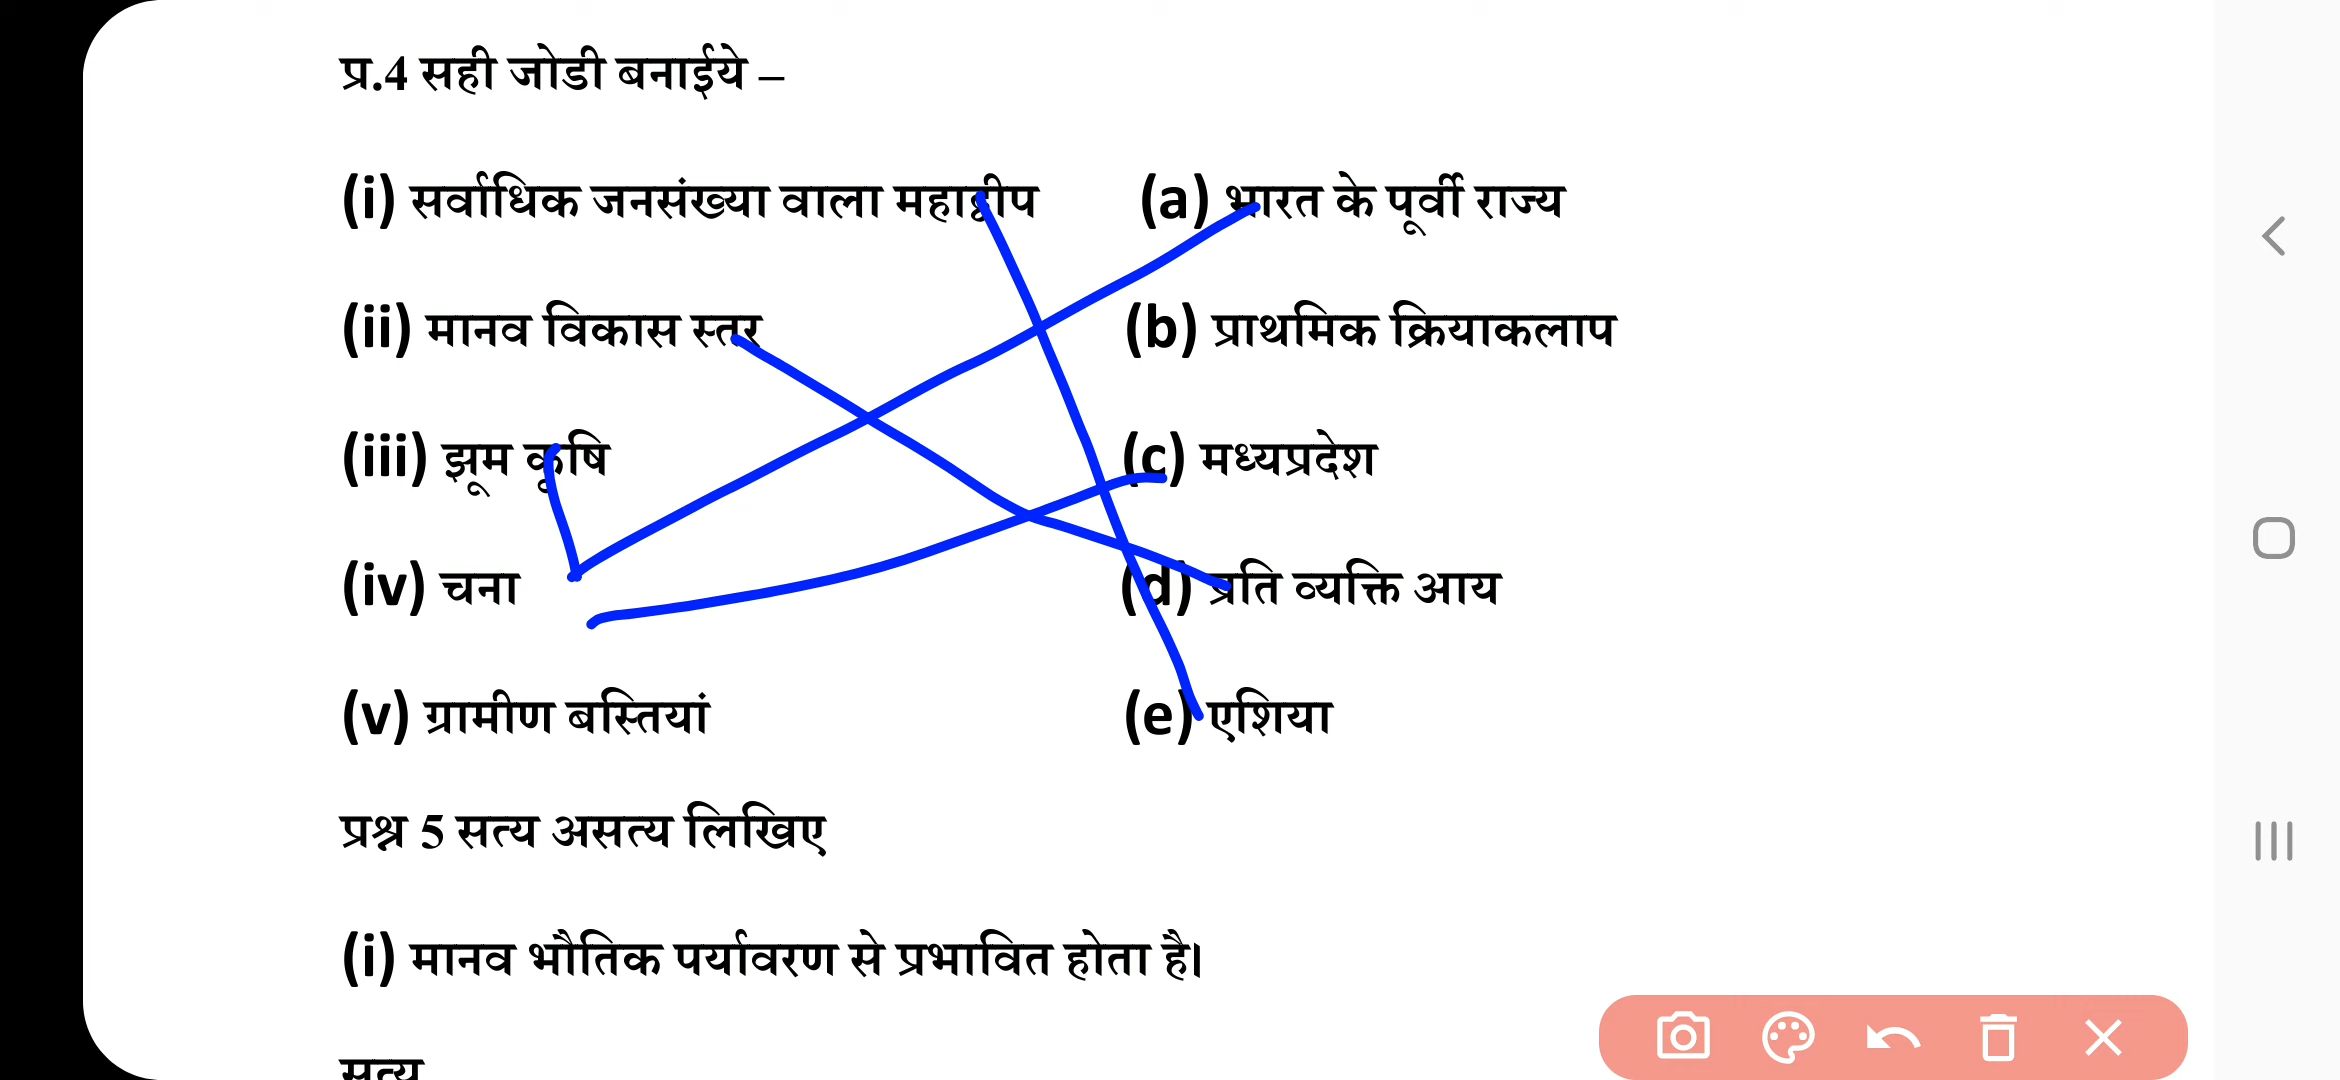 प्र.4 सही जोडी बनाईये –
(i) सर्वाधिक जनसंख्या वाला महाद्वीप (a) भारत के पूर्वी राज्य
(ii) मानव विकास स्तर (b) प्राथमिक क्रियाकलाप
(iii) झूम कृषि (c) मध्यप्रदेश
(iv) चना (d) प्रति व्यक्ति आय
(v) ग्रामीण बस्तियां (e) एशिया
प्रश्न 5 सत्य असत्य लिखिए
(i) मानव भौतिक पर्यावरण से प्रभावित होता है।
सत्य